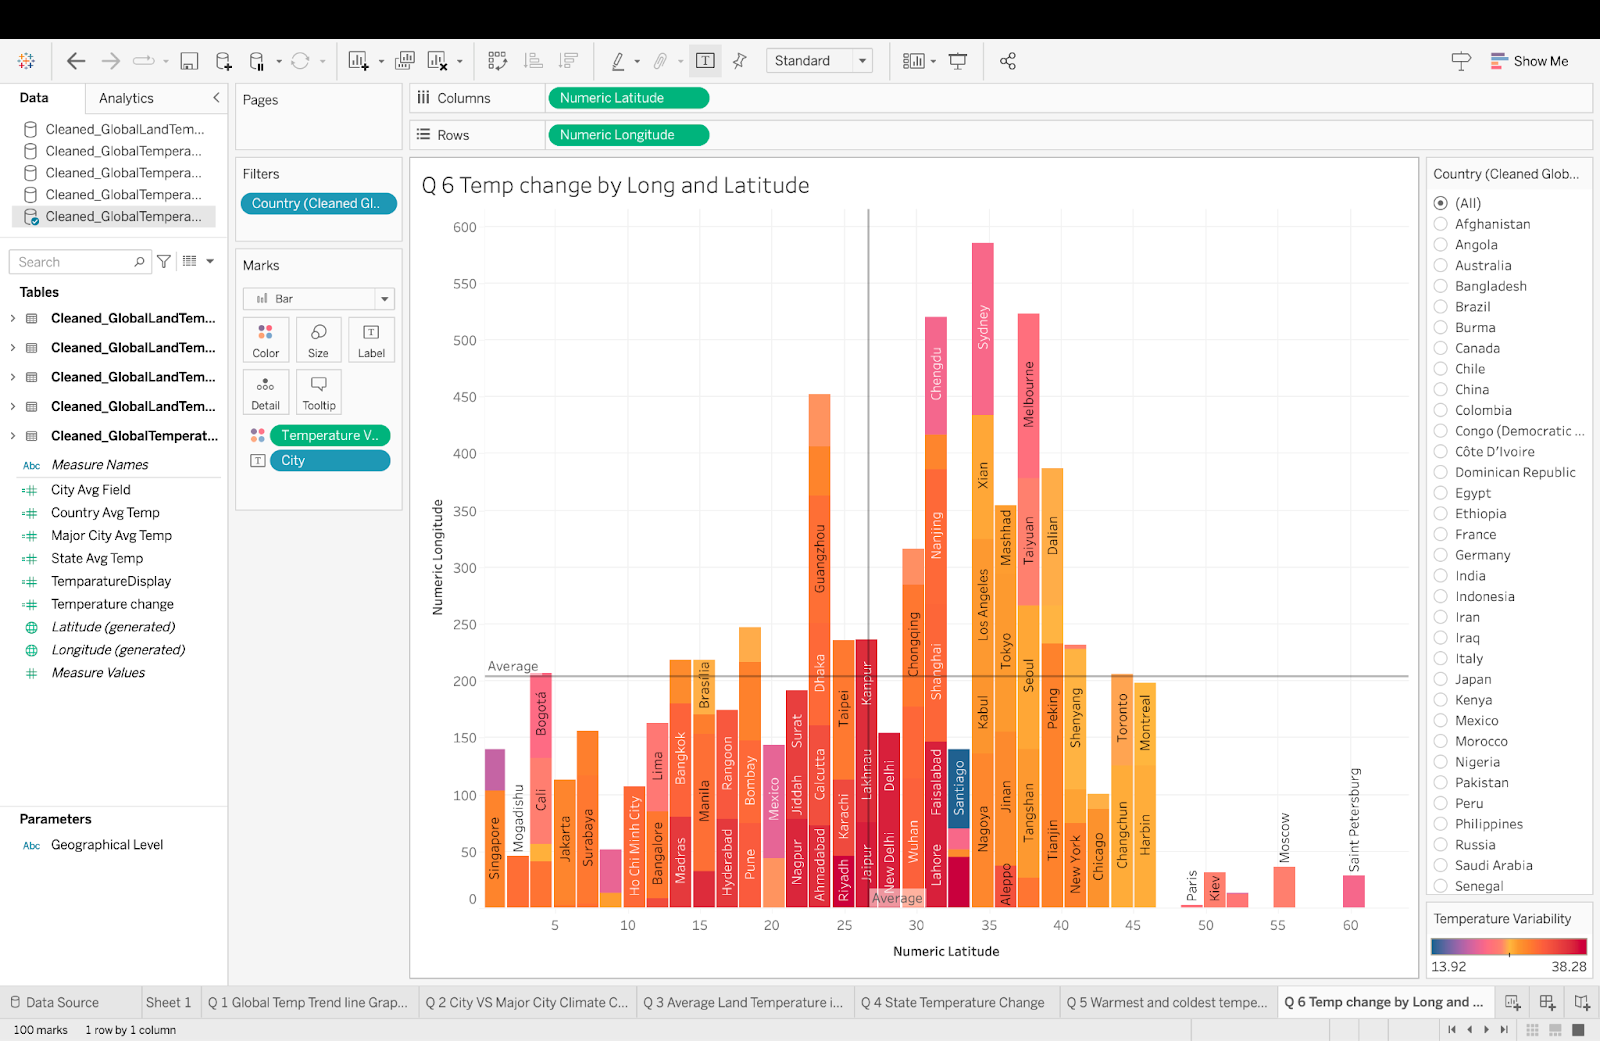 Standard
Show Me
Data
Analytics
Cleaned_GlobalLandTem...
Cleaned_GlobalTempera...
Cleaned_GlobalTempera...
Cleaned_GlobalTempera...
Cleaned_GlobalTempera...
Search
Tables
Cleaned_GlobalLandTem...
Cleaned_GlobalLandTem...
Cleaned_GlobalLandTem...
Cleaned_GlobalLandTem...
Cleaned_GlobalTemperat...
Abc Measure Names
City Avg Field
Country Avg Temp
Major City Avg Temp
State Avg Temp
TemparatureDisplay
Temperature change
Latitude (generated)
Longitude (generated)
Measure Values
Parameters
Abc Geographical Level
Pages
Filters
Country (Cleaned Gl..
Marks
Bar
Color
Size
Label
Detail
Tooltip
Temperature V..
City
Columns
Numeric Latitude
Rows
Numeric Longitude
Q 6 Temp change by Long and Latitude
600
550
500
450
400
350
300
250
200
150
100
50
0
Numeric Longitude
Average
Singapore
Mogadishu
Cali
Bogotá
Jakarta
Surabaya
Ho Chi Minh City
Bangalore
Lima
Madras
Bangkok
Manila
Brasília
Hyderabad
Rangoon
Pune
Bombay
Mexico
Nagpur
Jiddah
Surat
Ahmadabad
Calcutta
Dhaka
Guangzhou
Riyadh
Karachi
Taipei
Jaipur
Lakhnau
Kanpur
New Delhi
Delhi
Wuhan
Chongqing
Lahore
Faisalabad
Shanghai
Nanjing
Chengdu
Santiago
Nagoya
Kabul
Los Angeles
Xian
Sydney
Aleppo
Jinan
Tokyo
Mashhad
Tangshan
Seoul
Taiyuan
Melbourne
Tianjin
Peking
Dalian
New York
Shenyang
Chicago
Changchun
Toronto
Harbin
Montreal
Paris
Kiev
Moscow
Saint Petersburg
Average
5
10
15
20
25
30
35
40
45
50
55
60
Numeric Latitude
Country (Cleaned Glob...
(All)
Afghanistan
Angola
Australia
Bangladesh
Brazil
Burma
Canada
Chile
China
Colombia
Congo (Democratic ...
Côte D'Ivoire
Dominican Republic
Egypt
Ethiopia
France
Germany
India
Indonesia
Iran
Iraq
Italy
Japan
Kenya
Mexico
Morocco
Nigeria
Pakistan
Peru
Philippines
Russia
Saudi Arabia
Senegal
Temperature Variability
13.92
38.28
Data Source
Sheet 1
Q 1 Global Temp Trend line Grap...
Q 2 City VS Major City Climate C...
Q 3 Average Land Temperature i...
Q 4 State Temperature Change
Q 5 Warmest and coldest tempe...
Q 6 Temp change by Long and ...
100 marks
1 row by 1 column